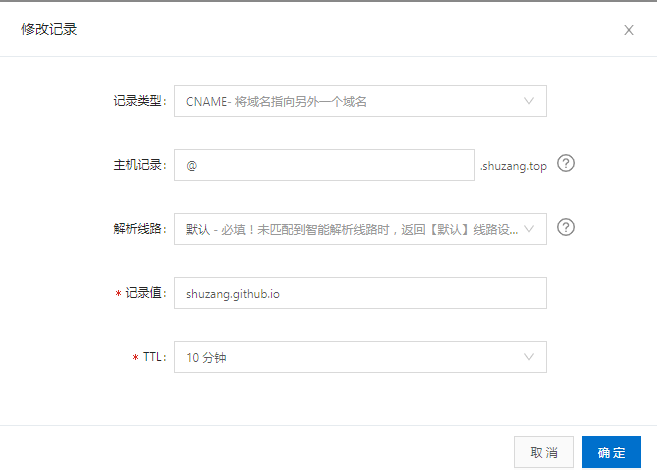 修改记录
记录类型: CNAME- 将域名指向另外一个域名
主机记录: @ .shuzang.top ?
解析线路: 默认 - 必填！未匹配到智能解析线路时，返回【默认】线路设... ?
* 记录值: shuzang.github.io
* TTL: 10 分钟
取消 确定